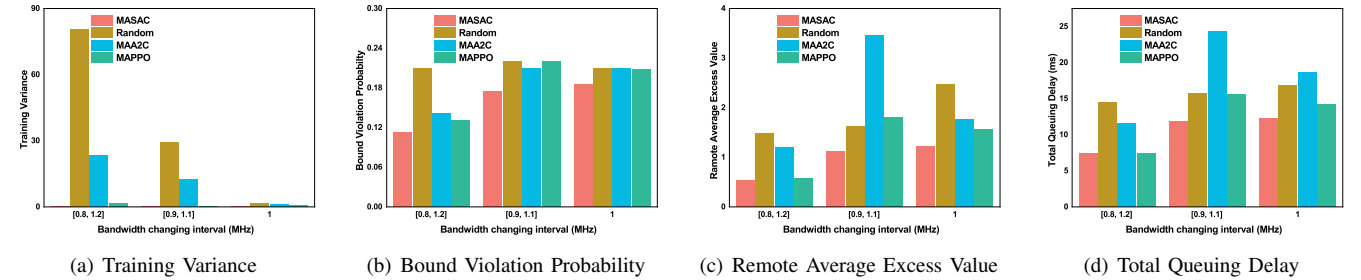 90
60
30
0
Training Variance
MASAC
Random
MAA2C
MAPPO
[0.8, 1.2]
[0.9, 1.1]
1
Bandwidth changing interval (MHz)
(a) Training Variance
0.30
0.24
0.18
0.12
0.06
0.00
Bound Violation Probability
MASAC
Random
MAA2C
MAPPO
[0.8, 1.2]
[0.9, 1.1]
1
Bandwidth changing interval (MHz)
(b) Bound Violation Probability
4
3
2
1
0
Ramote Average Excess Value
MASAC
Random
MAA2C
MAPPO
[0.8, 1.2]
[0.9, 1.1]
1
Bandwidth changing interval (MHz)
(c) Remote Average Excess Value
25
20
15
10
5
0
Total Queuing Delay (ms)
MASAC
Random
MAA2C
MAPPO
[0.8, 1.2]
[0.9, 1.1]
1
Bandwidth changing interval (MHz)
(d) Total Queuing Delay